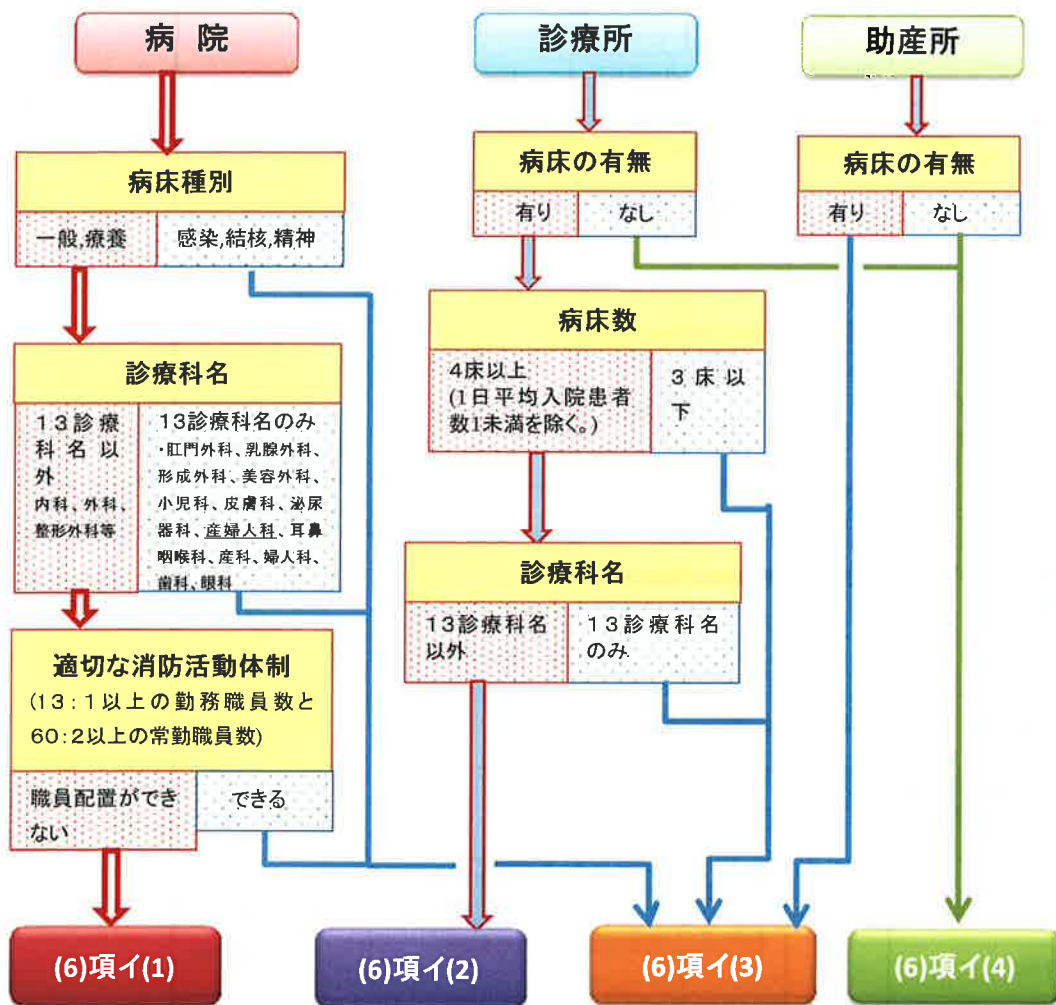 病 院
診療所
助産所
病床種別
一般,療養
感染,結核,精神
病床の有無
有り
なし
病床の有無
有り
なし
診療科名
13診療
科名以
外
内科、外科、
整形外科等
13診療科名のみ
・肛門外科、乳腺外科、
形成外科、美容外科、
小児科、皮膚科、泌尿
器科、産婦人科、耳鼻
咽喉科、産科、婦人科、
歯科、眼科
病床数
4床以上
(1日平均入院患者
数1未満を除く。)
3床以
下
診療科名
13診療科名
以外
13診療科名
のみ
適切な消防活動体制
(13:1以上の勤務職員数と
60:2以上の常勤職員数)
職員配置ができ
ない
できる
(6)項イ(1)
(6)項イ(2)
(6)項イ(3)
(6)項イ(4)